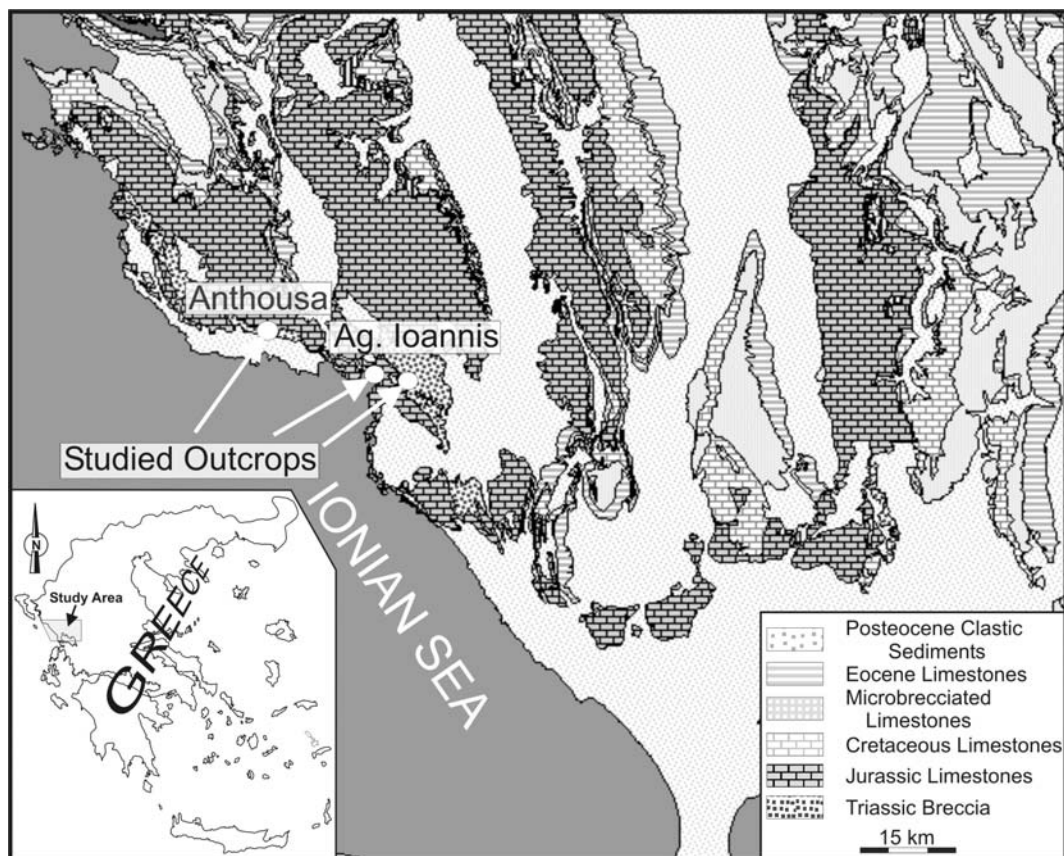 Anthousa
Ag. Ioannis
Studied Outcrops
IONIAN SEA
N
Study Area
GREECE
Posteocene Clastic
Sediments
Eocene Limestones
Microbrecciated
Limestones
Cretaceous Limestones
Jurassic Limestones
Triassic Breccia
15 km